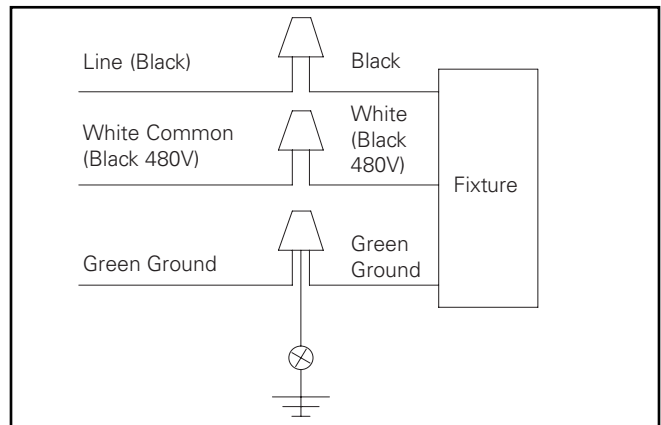 Line (Black)
Black
White Common
(Black 480V)
White
(Black
480V)
Fixture
Green Ground
Green
Ground